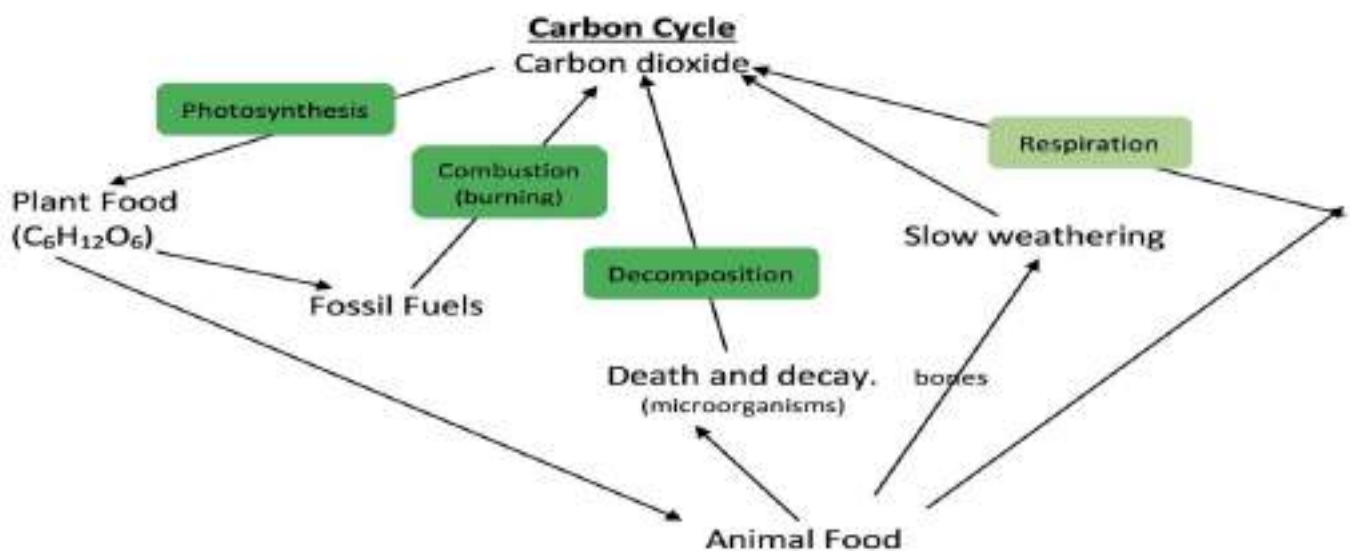 Carbon Cycle
Carbon dioxide
Photosynthesis
Combustion
(burning)
Respiration
Plant Food
(C₆H₁₂O₆)
Slow weathering
Decomposition
Fossil Fuels
Death and decay. bones
(microorganisms)
Animal Food